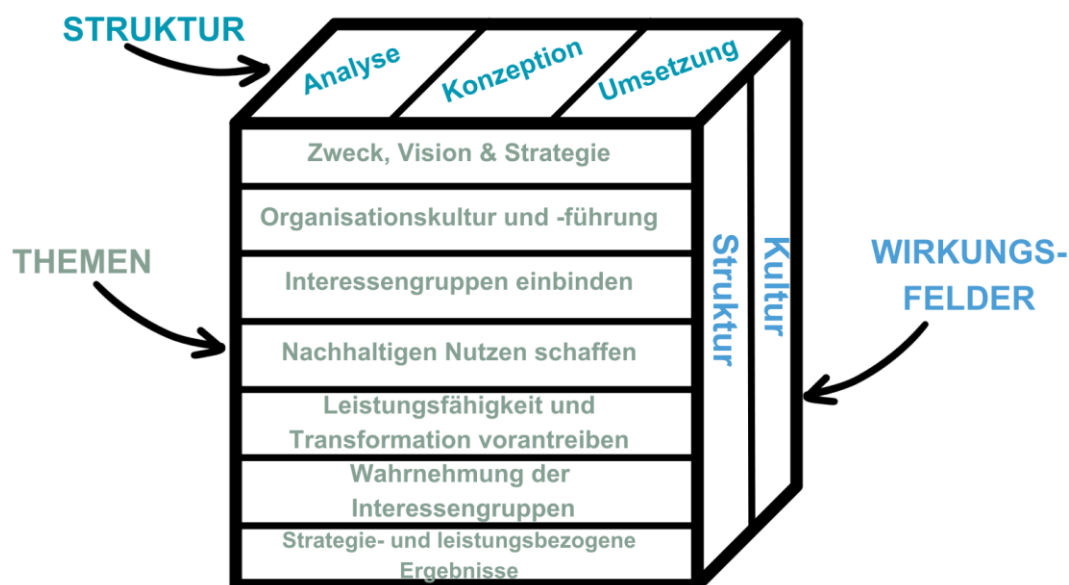 STRUKTUR
Analyse
Konzeption
Umsetzung
Zweck, Vision & Strategie
Organisationskultur und -führung
THEMEN
Interessengruppen einbinden
Nachhaltigen Nutzen schaffen
Leistungsfähigkeit und
Transformation vorantreiben
Wahrnehmung der
Interessengruppen
Strategie- und leistungsbezogene
Ergebnisse
Struktur
Kultur
WIRKUNGS-
FELDER